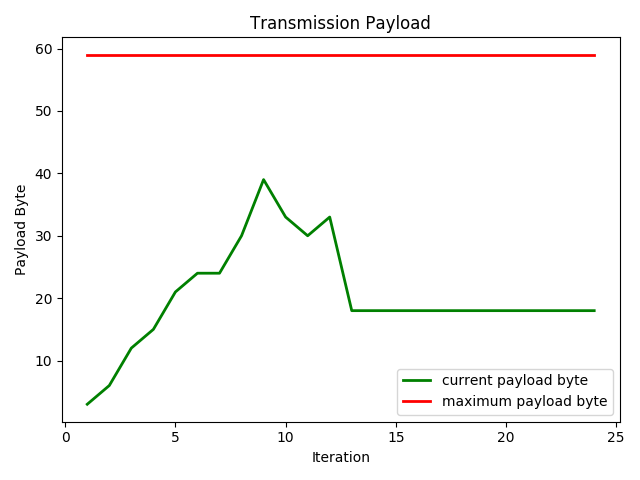 Transmission Payload
60
50
40
30
20
10
Payload Byte
0 5 10 15 20 25
Iteration
current payload byte
maximum payload byte